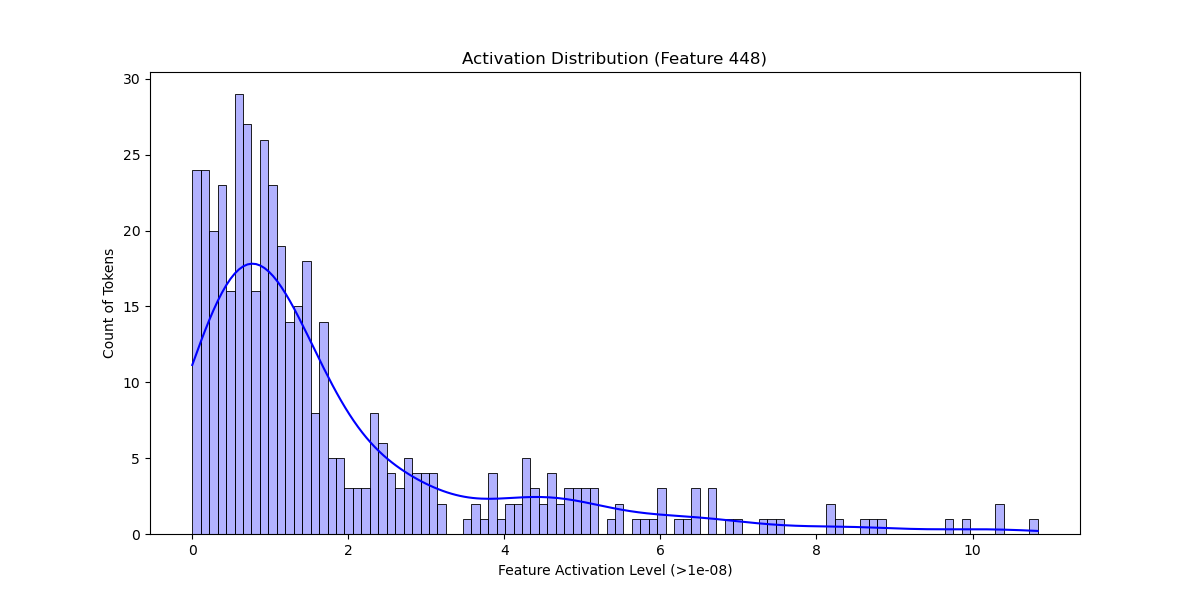 Activation Distribution (Feature 448)
30
25
20
15
10
5
0
Count of Tokens
0 2 4 6 8 10
Feature Activation Level (>1e-08)